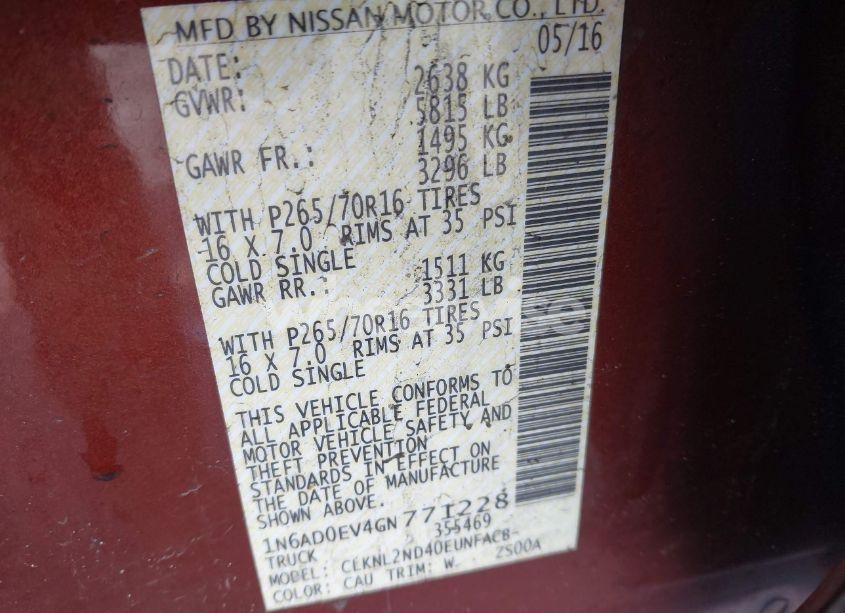 MFD BY NISSAN MOTOR CO., LTD.
DATE: 05/16
GVWR: 2638 KG
5815 LB
GAWR FR.: 1495 KG
3296 LB
WITH P265/70R16 TIRES
16 X 7.0 RIMS AT 35 PSI
COLD SINGLE
GAWR RR.: 1511 KG
3331 LB
WITH P265/70R16 TIRES
16 X 7.0 RIMS AT 35 PSI
COLD SINGLE
THIS VEHICLE CONFORMS TO
ALL APPLICABLE FEDERAL
MOTOR VEHICLE SAFETY AND
THEFT PREVENTION
STANDARDS IN EFFECT ON
THE DATE OF MANUFACTURE
SHOWN ABOVE.
1N6AD0EV4GN771228
TRUCK 355469
MODEL: CLKNL2ND40EUNFACB-
COLOR: CAU TRIM: W ZS00A